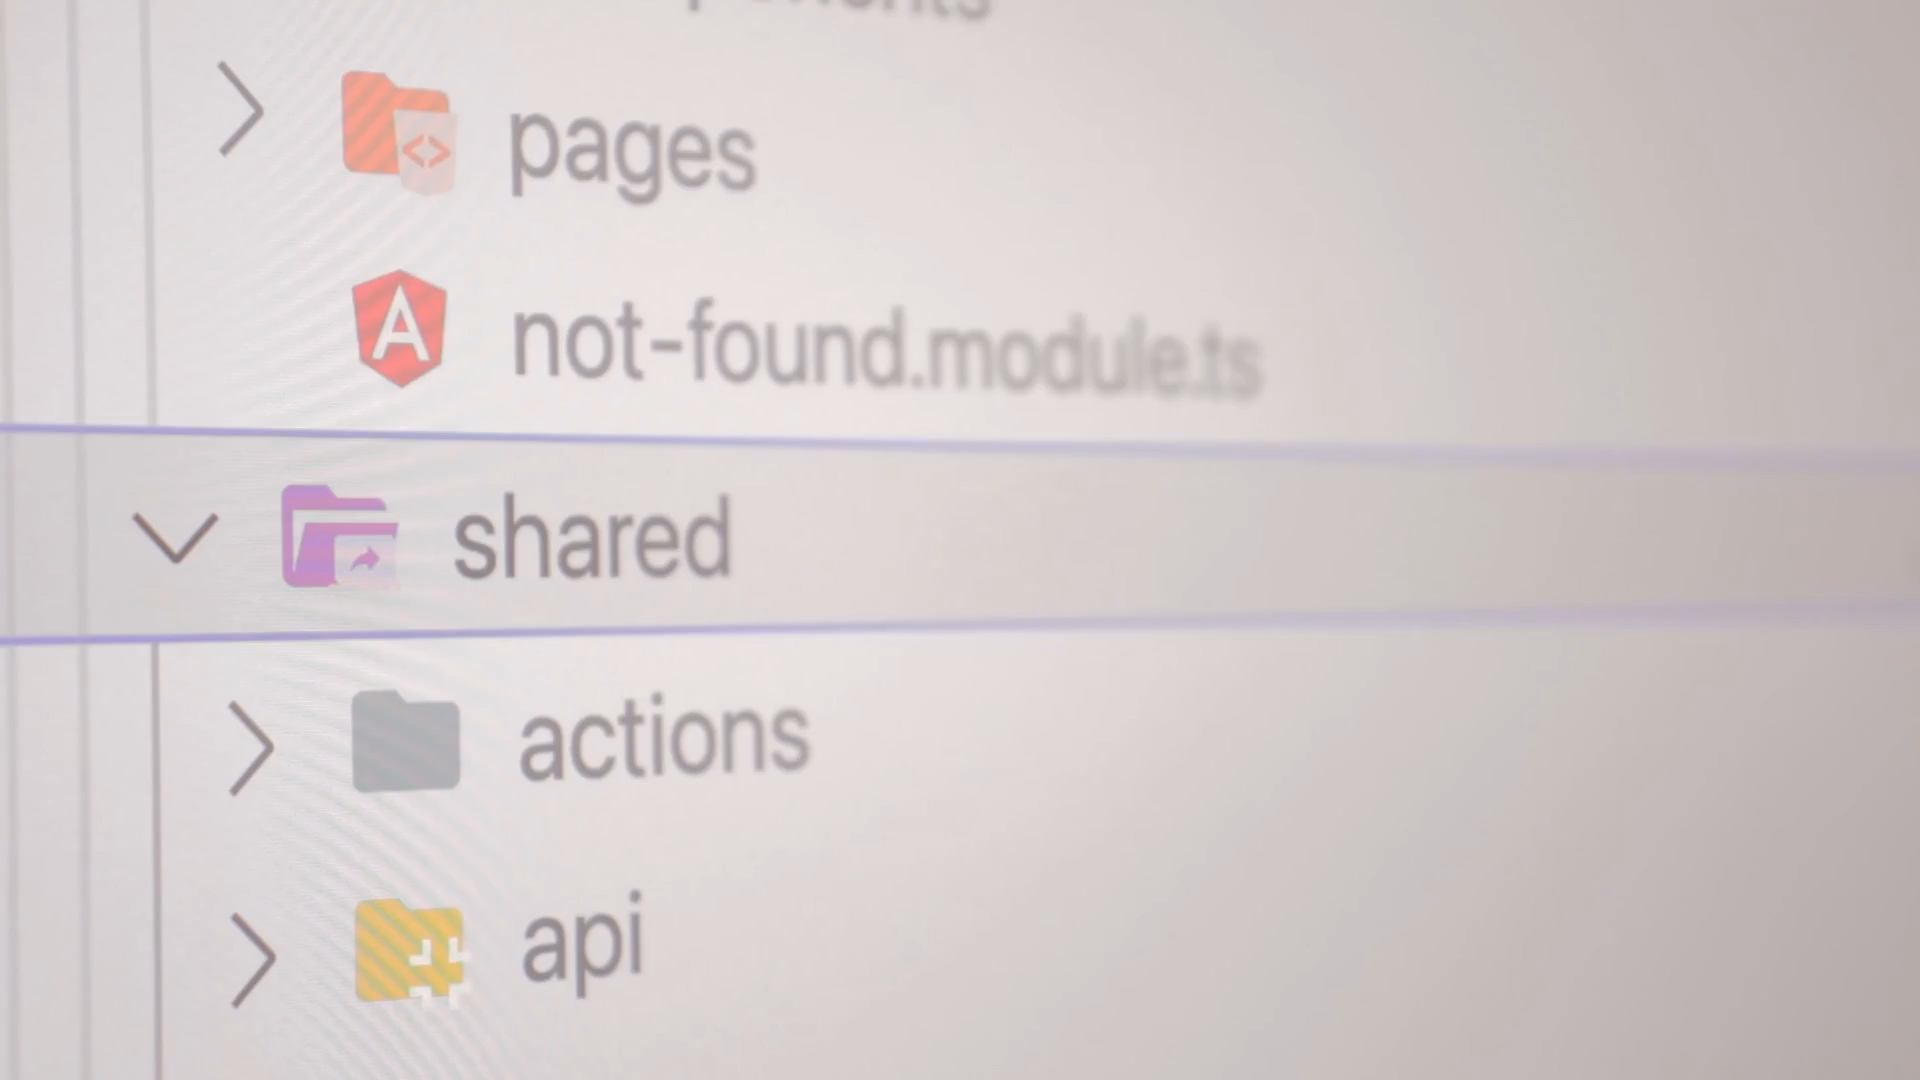 pages
not-found.module.ts
shared
actions
api